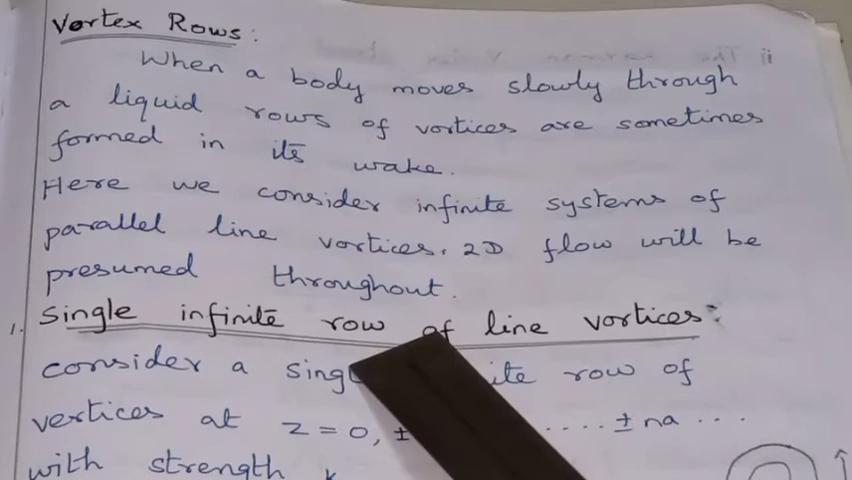 Vortex Rows:
When a body moves slowly through
a liquid rows of vortices are sometimes
formed in its wake.
Here we consider infinite systems of
parallel line vortices. 2D flow will be
presumed throughout.
1. Single infinite row of line vortices:
consider a row of
vertices at z = 0, ± .... ± na ...
with strength k